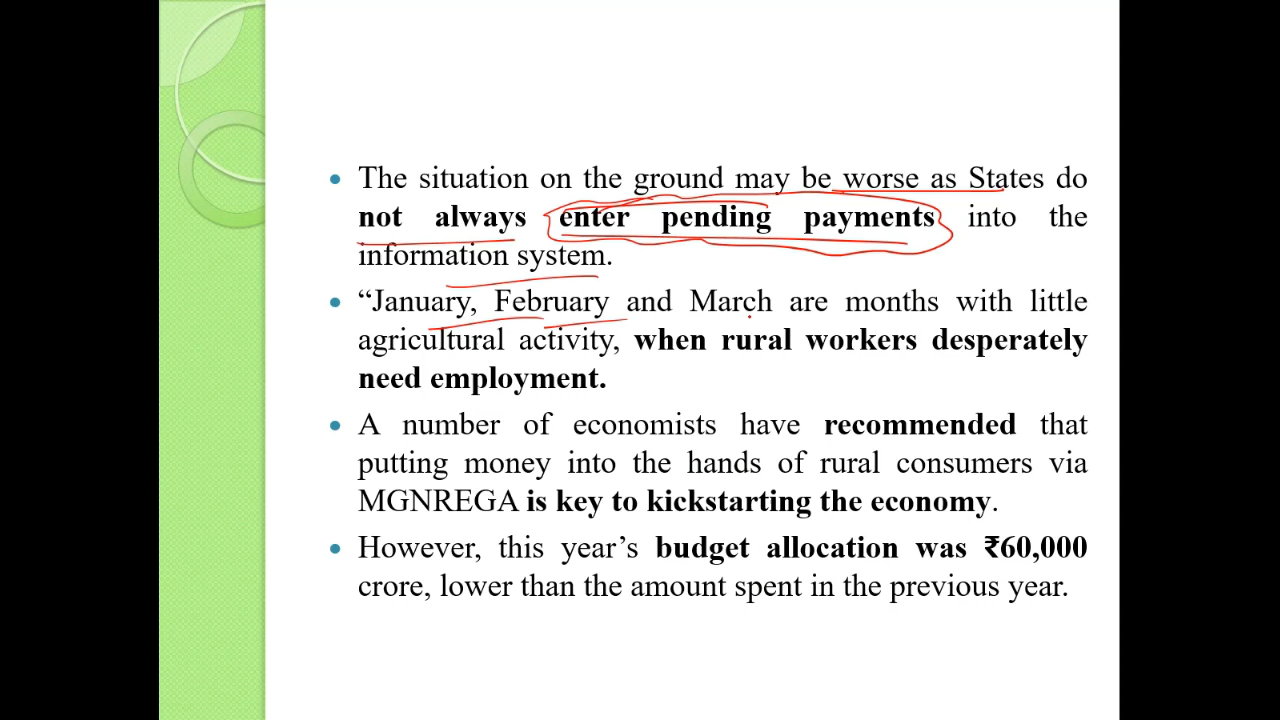 The situation on the ground may be worse as States do
not always enter pending payments into the
information system.
“January, February and March are months with little
agricultural activity, when rural workers desperately
need employment.
A number of economists have recommended that
putting money into the hands of rural consumers via
MGNREGA is key to kickstarting the economy.
However, this year’s budget allocation was ₹60,000
crore, lower than the amount spent in the previous year.